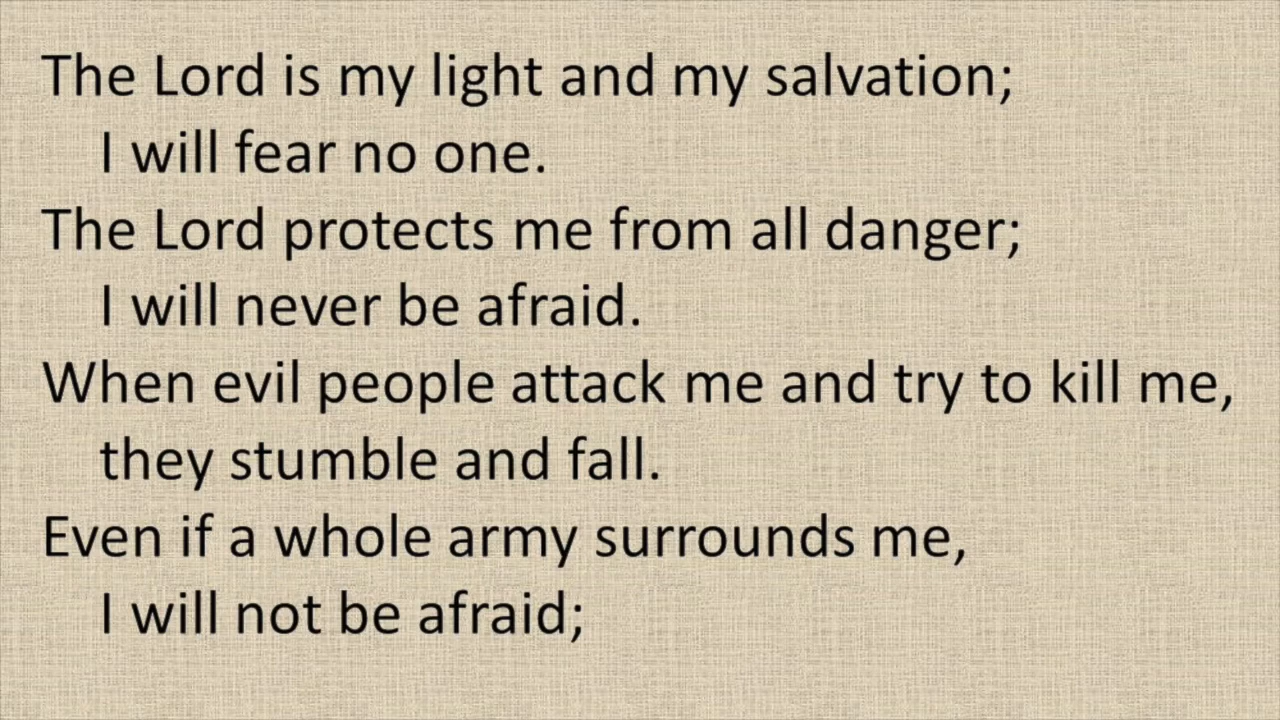 The Lord is my light and my salvation;
I will fear no one.
The Lord protects me from all danger;
I will never be afraid.
When evil people attack me and try to kill me,
they stumble and fall.
Even if a whole army surrounds me,
I will not be afraid;